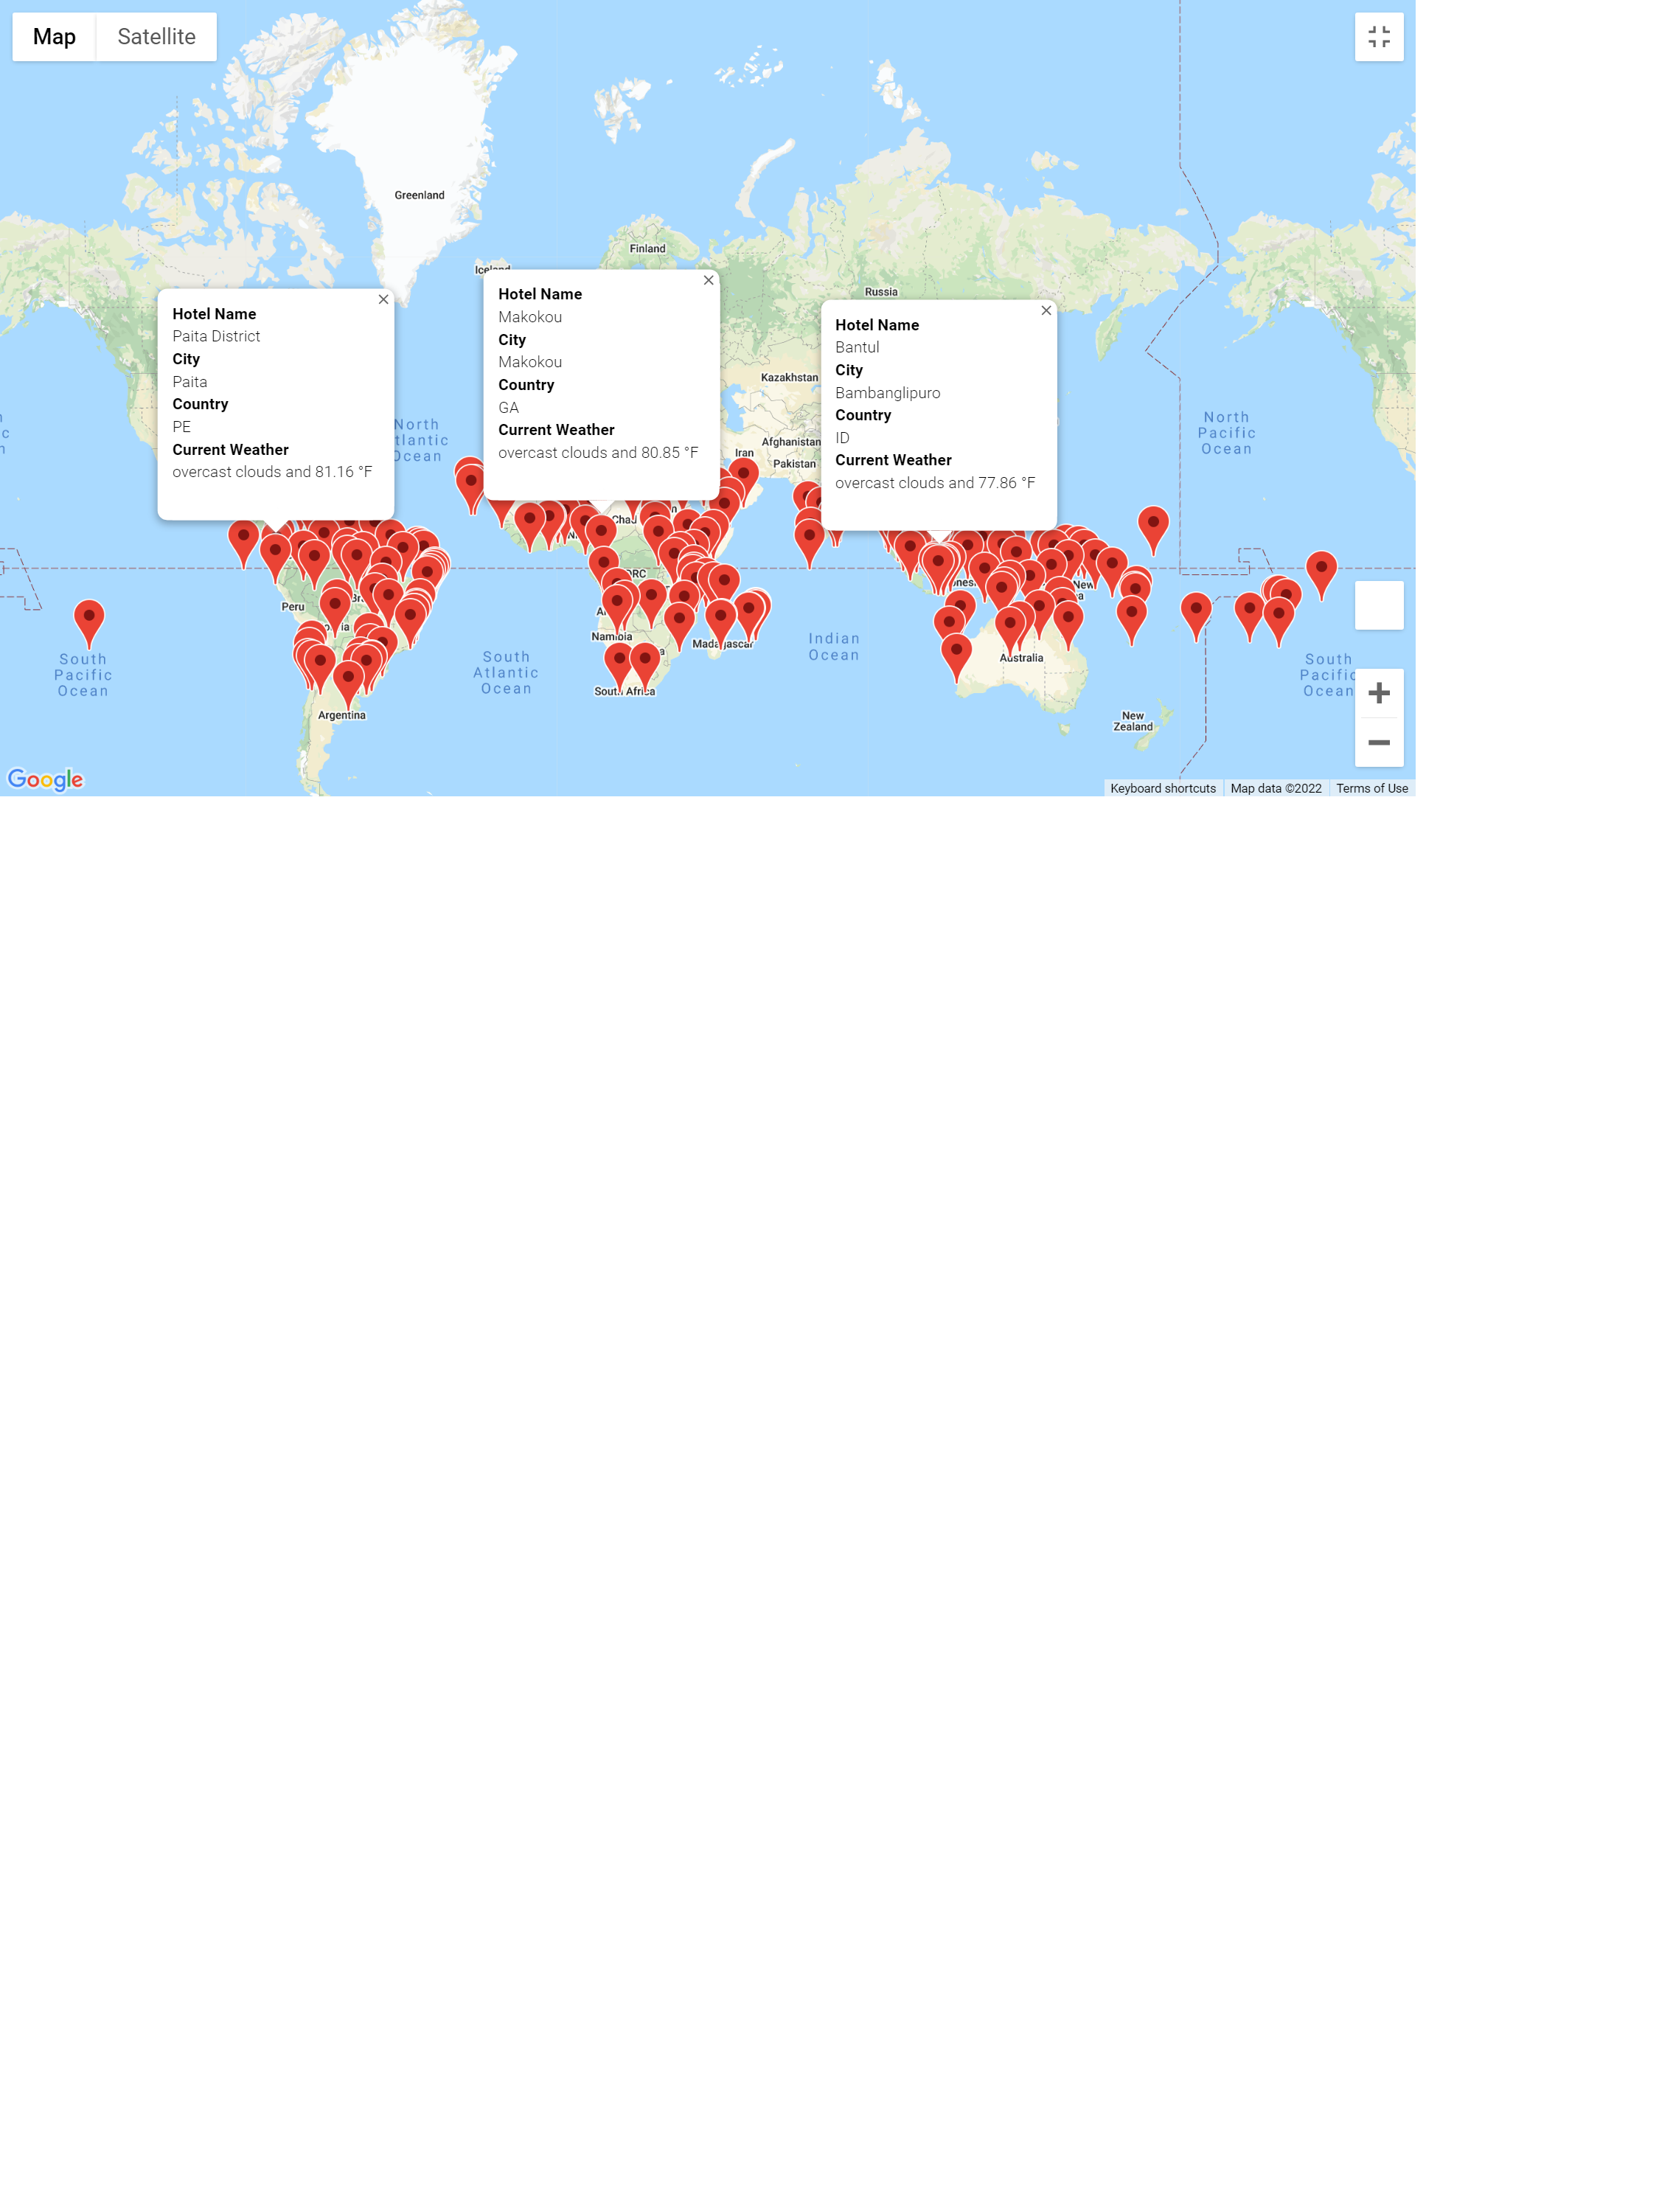 Map
Satellite
Greenland
Finland
Russia
Hotel Name
Paita District
City
Paita
Country
PE
Current Weather
overcast clouds and 81.16 °F
Hotel Name
Makokou
City
Makokou
Country
GA
Current Weather
overcast clouds and 80.85 °F
Hotel Name
Bantul
City
Bambanglipuro
Country
ID
Current Weather
overcast clouds and 77.86 °F
Kazakhstan
Afghanistan
Iran
Pakistan
North
Ocean
North
Pacific
Ocean
Peru
Namibia
Madagascar
South Africa
Argentina
Australia
New
Zealand
Indian
Ocean
South
Pacific
Ocean
South
Atlantic
Ocean
South
Pacific
Ocean
Google
Keyboard shortcuts
Map data ©2022
Terms of Use